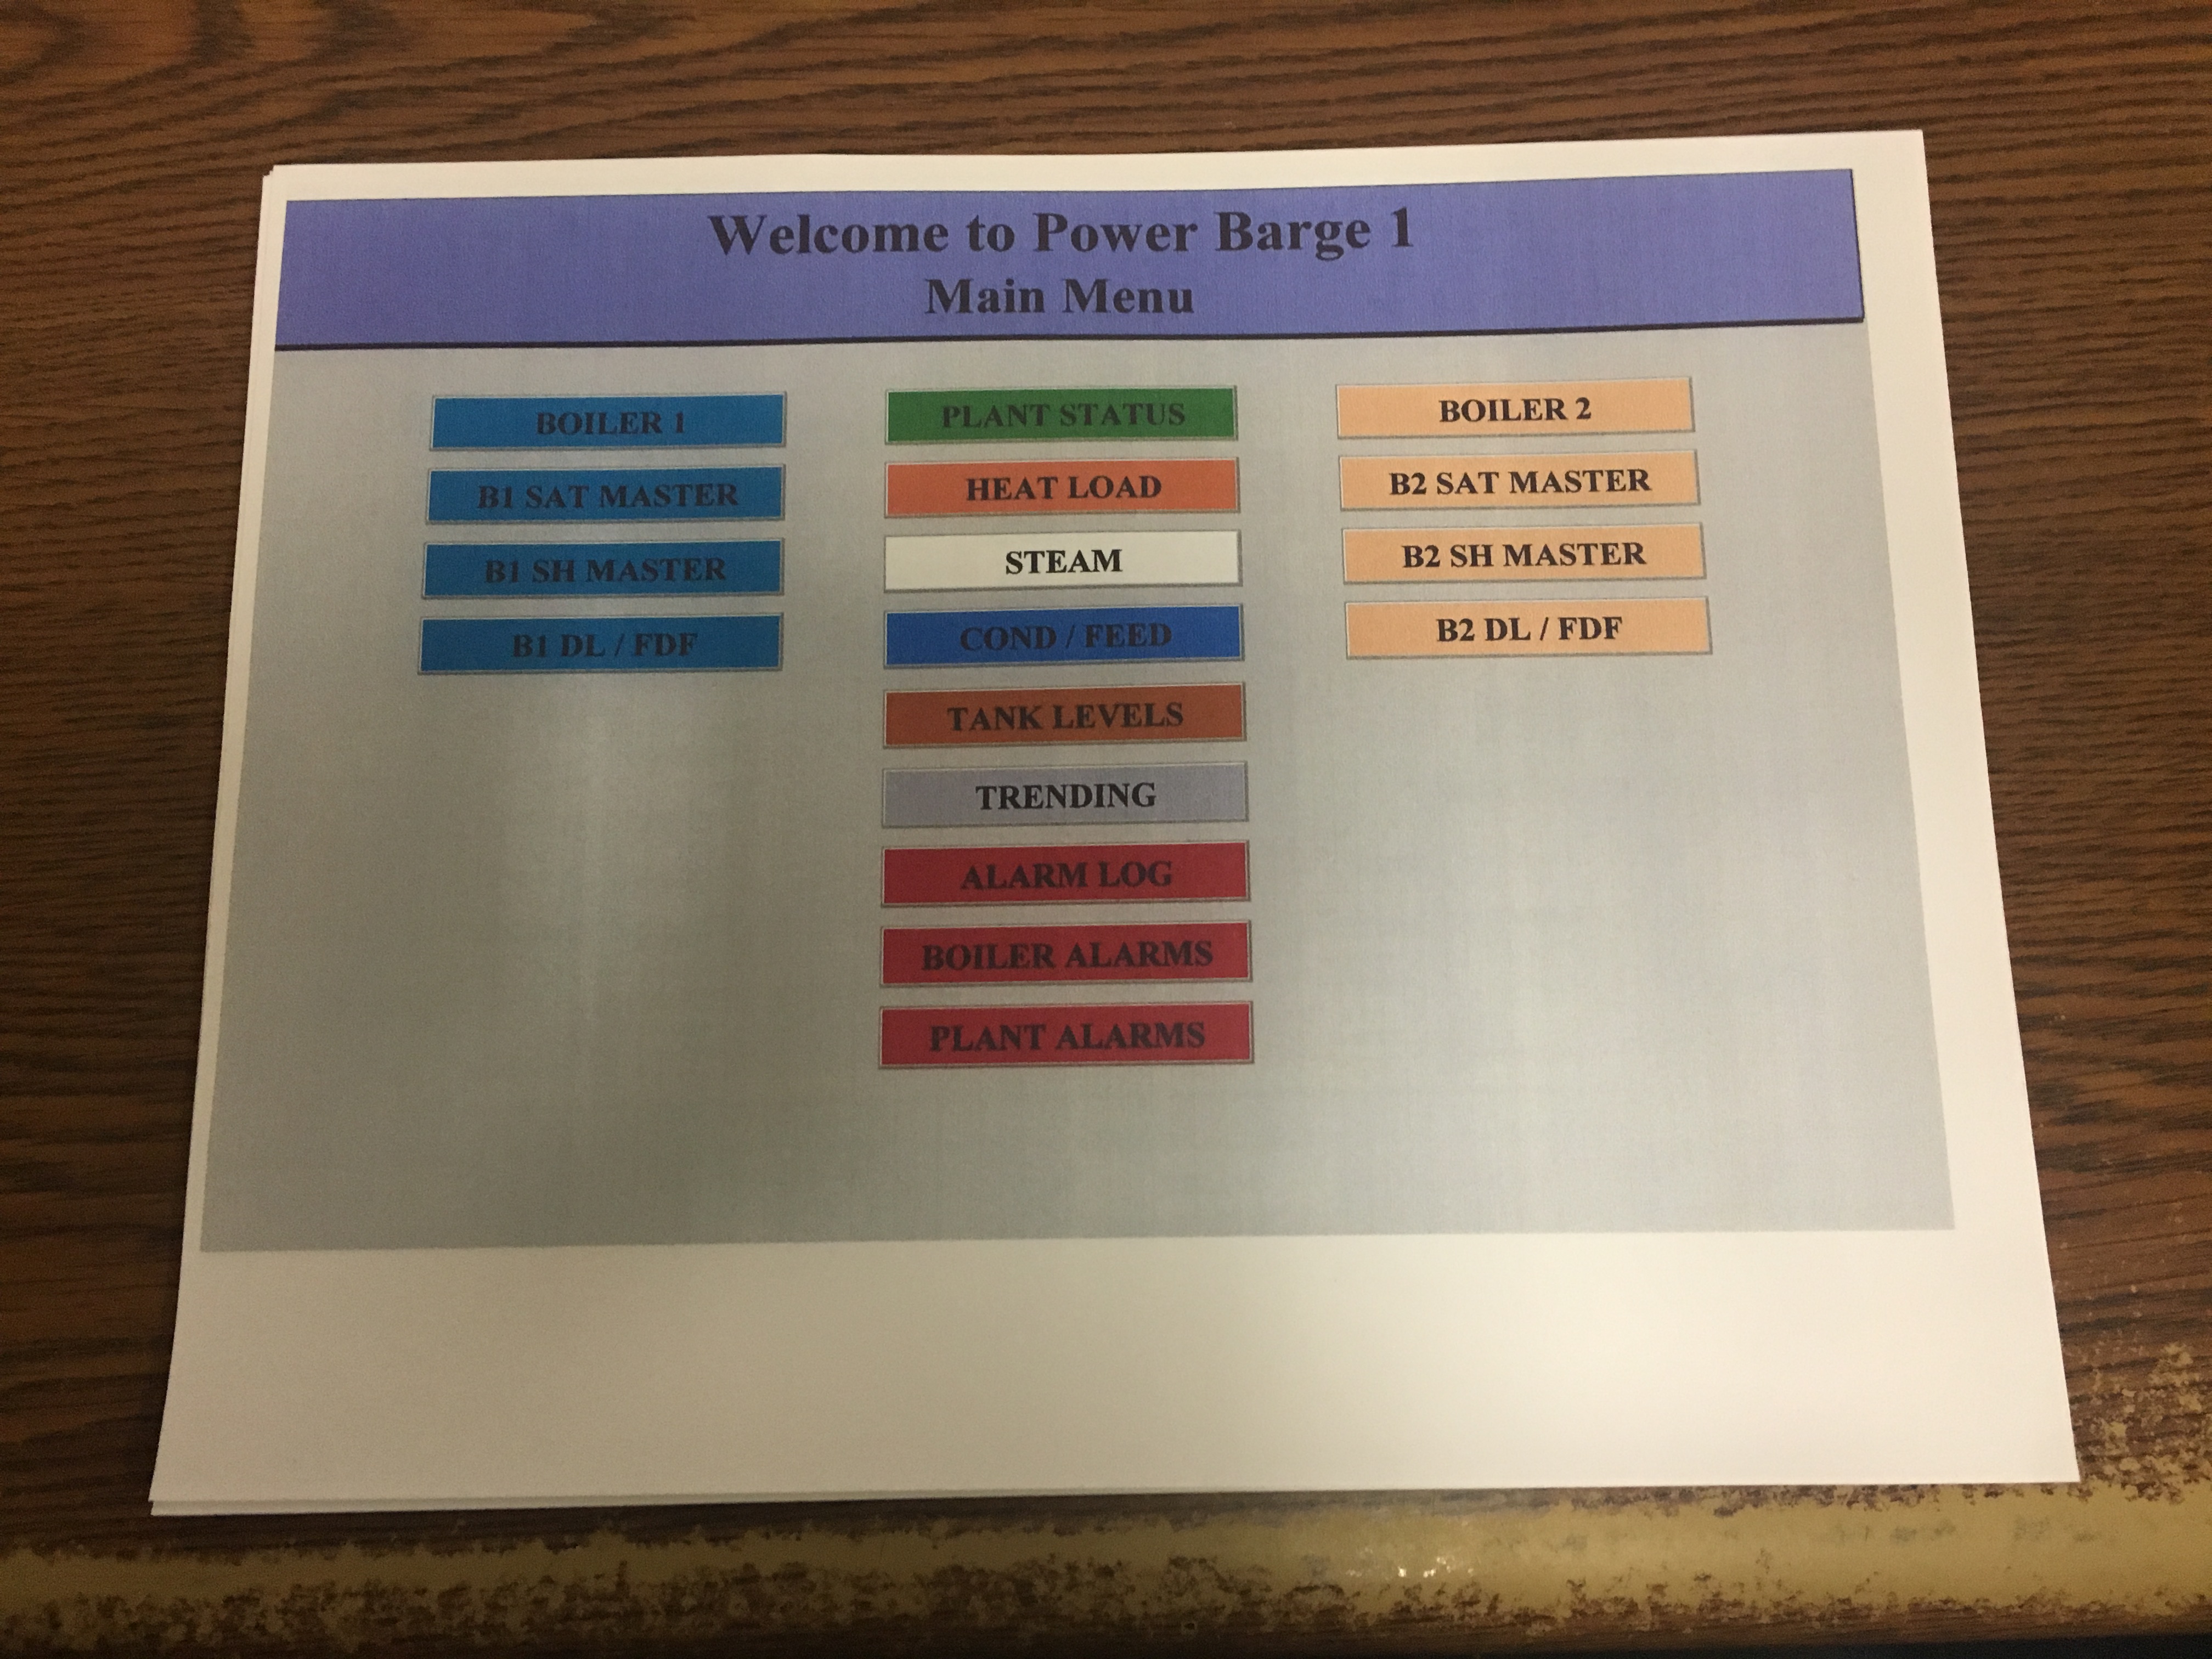 Welcome to Power Barge 1
Main Menu
BOILER 1
B1 SAT MASTER
B1 SH MASTER
B1 DL / FDF
PLANT STATUS
HEAT LOAD
STEAM
COND / FEED
TANK LEVELS
TRENDING
ALARM LOG
BOILER ALARMS
PLANT ALARMS
BOILER 2
B2 SAT MASTER
B2 SH MASTER
B2 DL / FDF